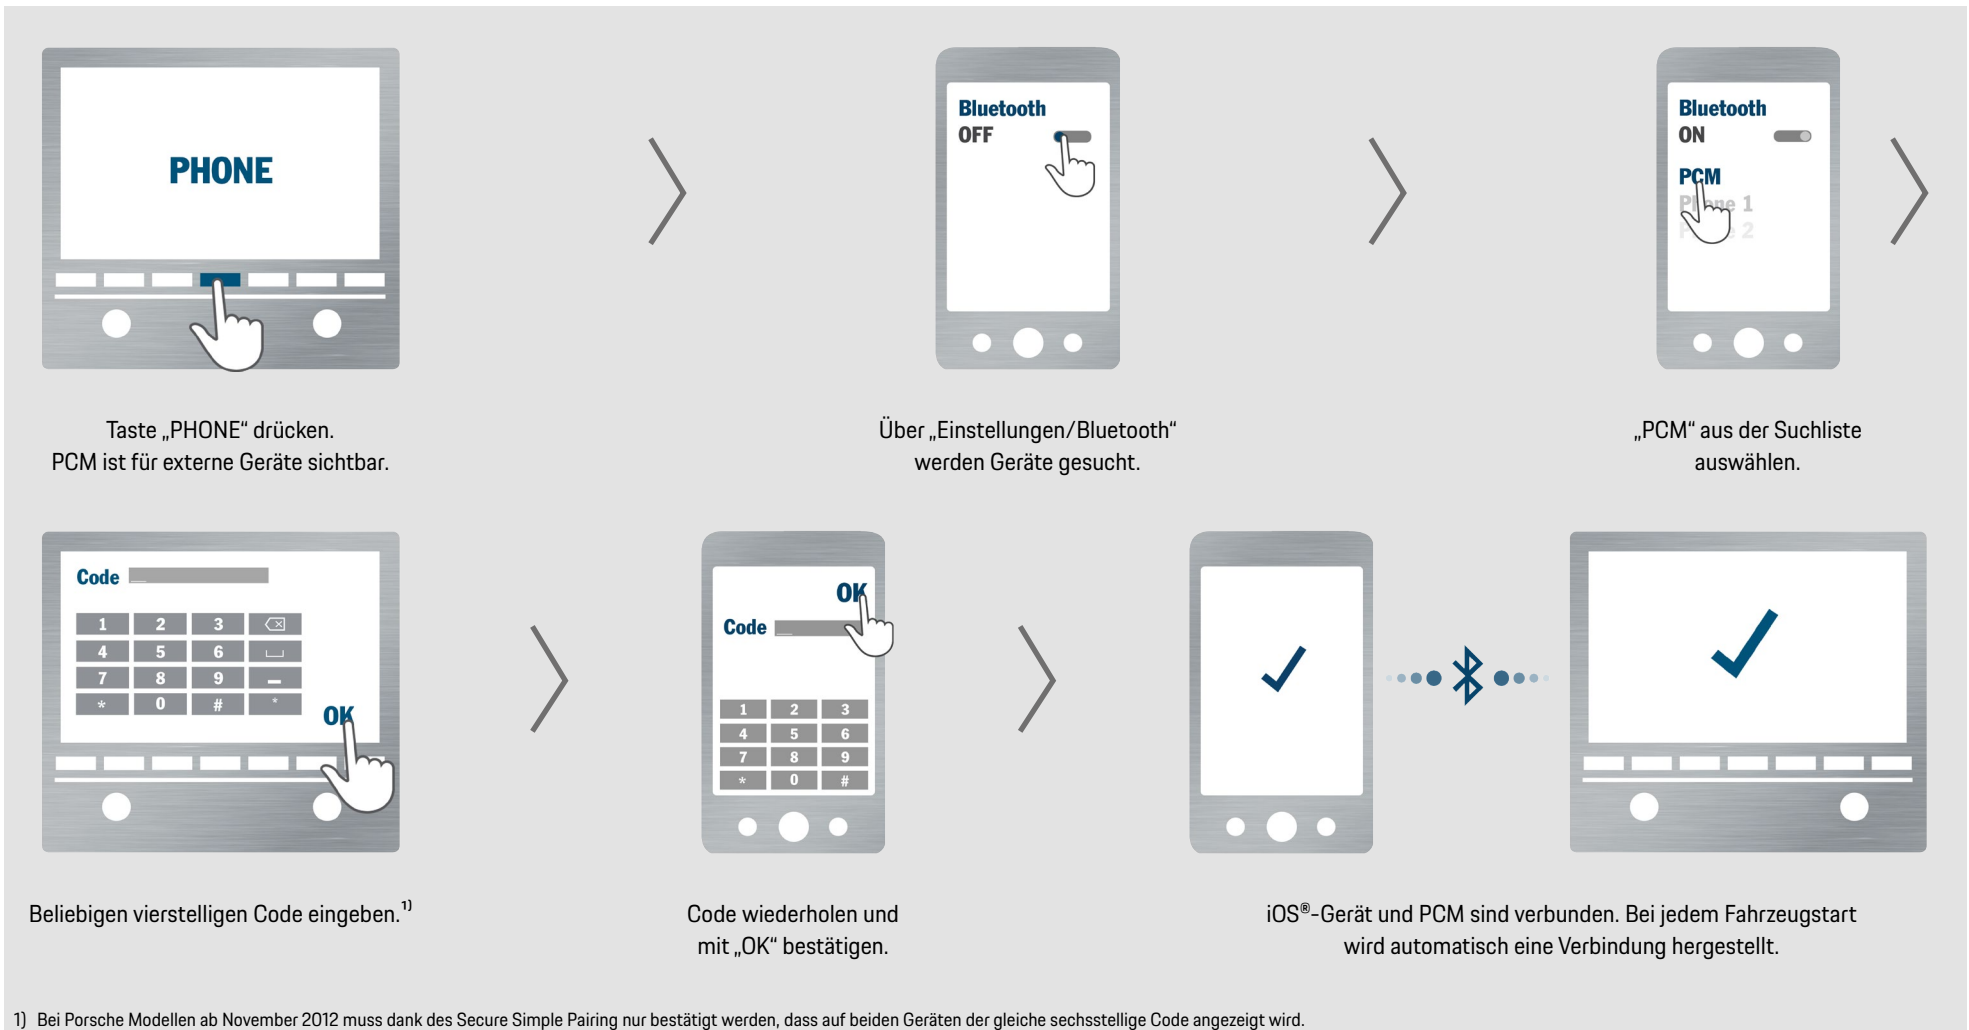 PHONE
Taste „PHONE“ drücken.
PCM ist für externe Geräte sichtbar.
Bluetooth
OFF
Über „Einstellungen/Bluetooth“
werden Geräte gesucht.
Bluetooth
ON
PCM
Phone 1
Phone 2
„PCM“ aus der Suchliste
auswählen.
Code
1 2 3
4 5 6
7 8 9
* 0 # *
OK
Beliebigen vierstelligen Code eingeben.¹⁾
OK
Code
1 2 3
4 5 6
7 8 9
* 0 #
Code wiederholen und
mit „OK“ bestätigen.
iOS®-Gerät und PCM sind verbunden. Bei jedem Fahrzeugstart
wird automatisch eine Verbindung hergestellt.
1) Bei Porsche Modellen ab November 2012 muss dank des Secure Simple Pairing nur bestätigt werden, dass auf beiden Geräten der gleiche sechsstellige Code angezeigt wird.